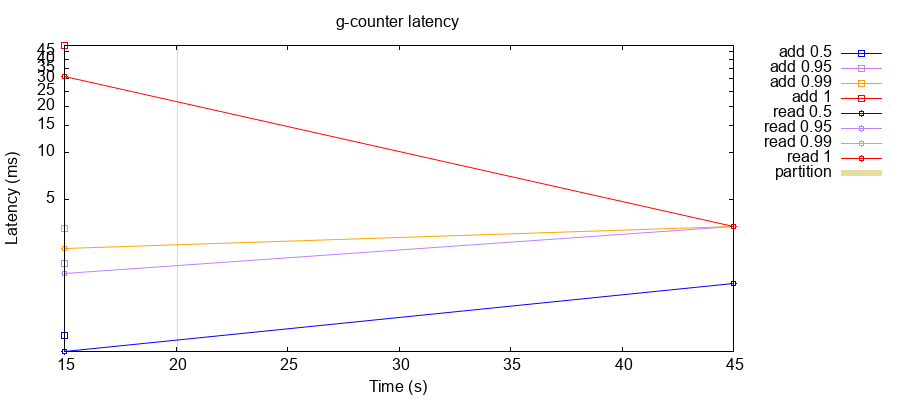 g-counter latency
Latency (ms)
45
40
35
30
25
20
15
10
5
15 20 25 30 35 40 45
Time (s)
add 0.5
add 0.95
add 0.99
add 1
read 0.5
read 0.95
read 0.99
read 1
partition